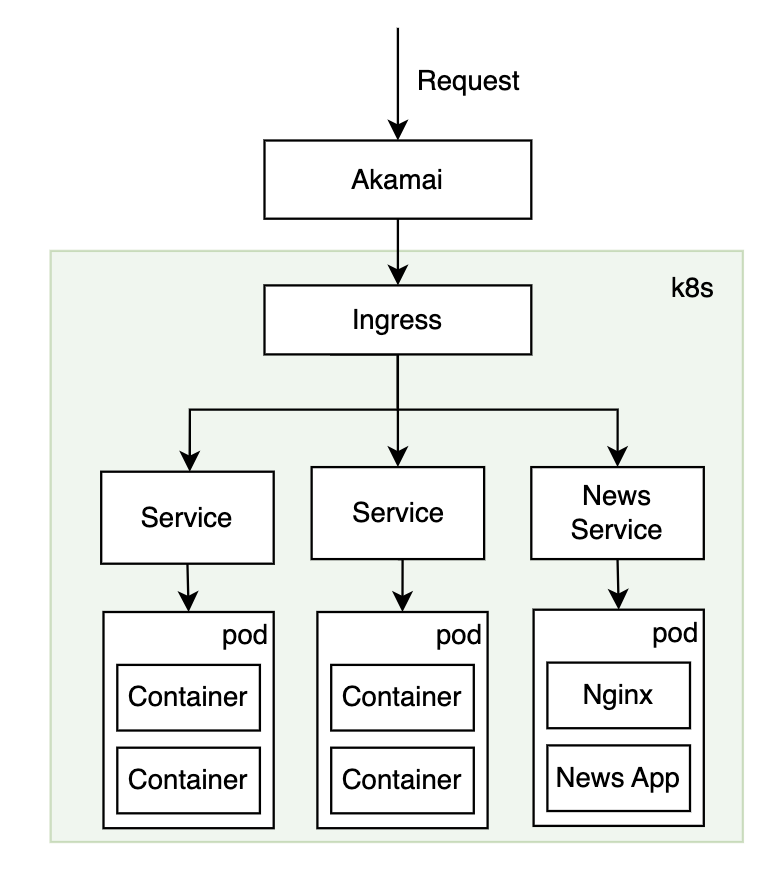 Request
Akamai
k8s
Ingress
Service
Service
News
Service
pod
Container
Container
pod
Container
Container
pod
Nginx
News App